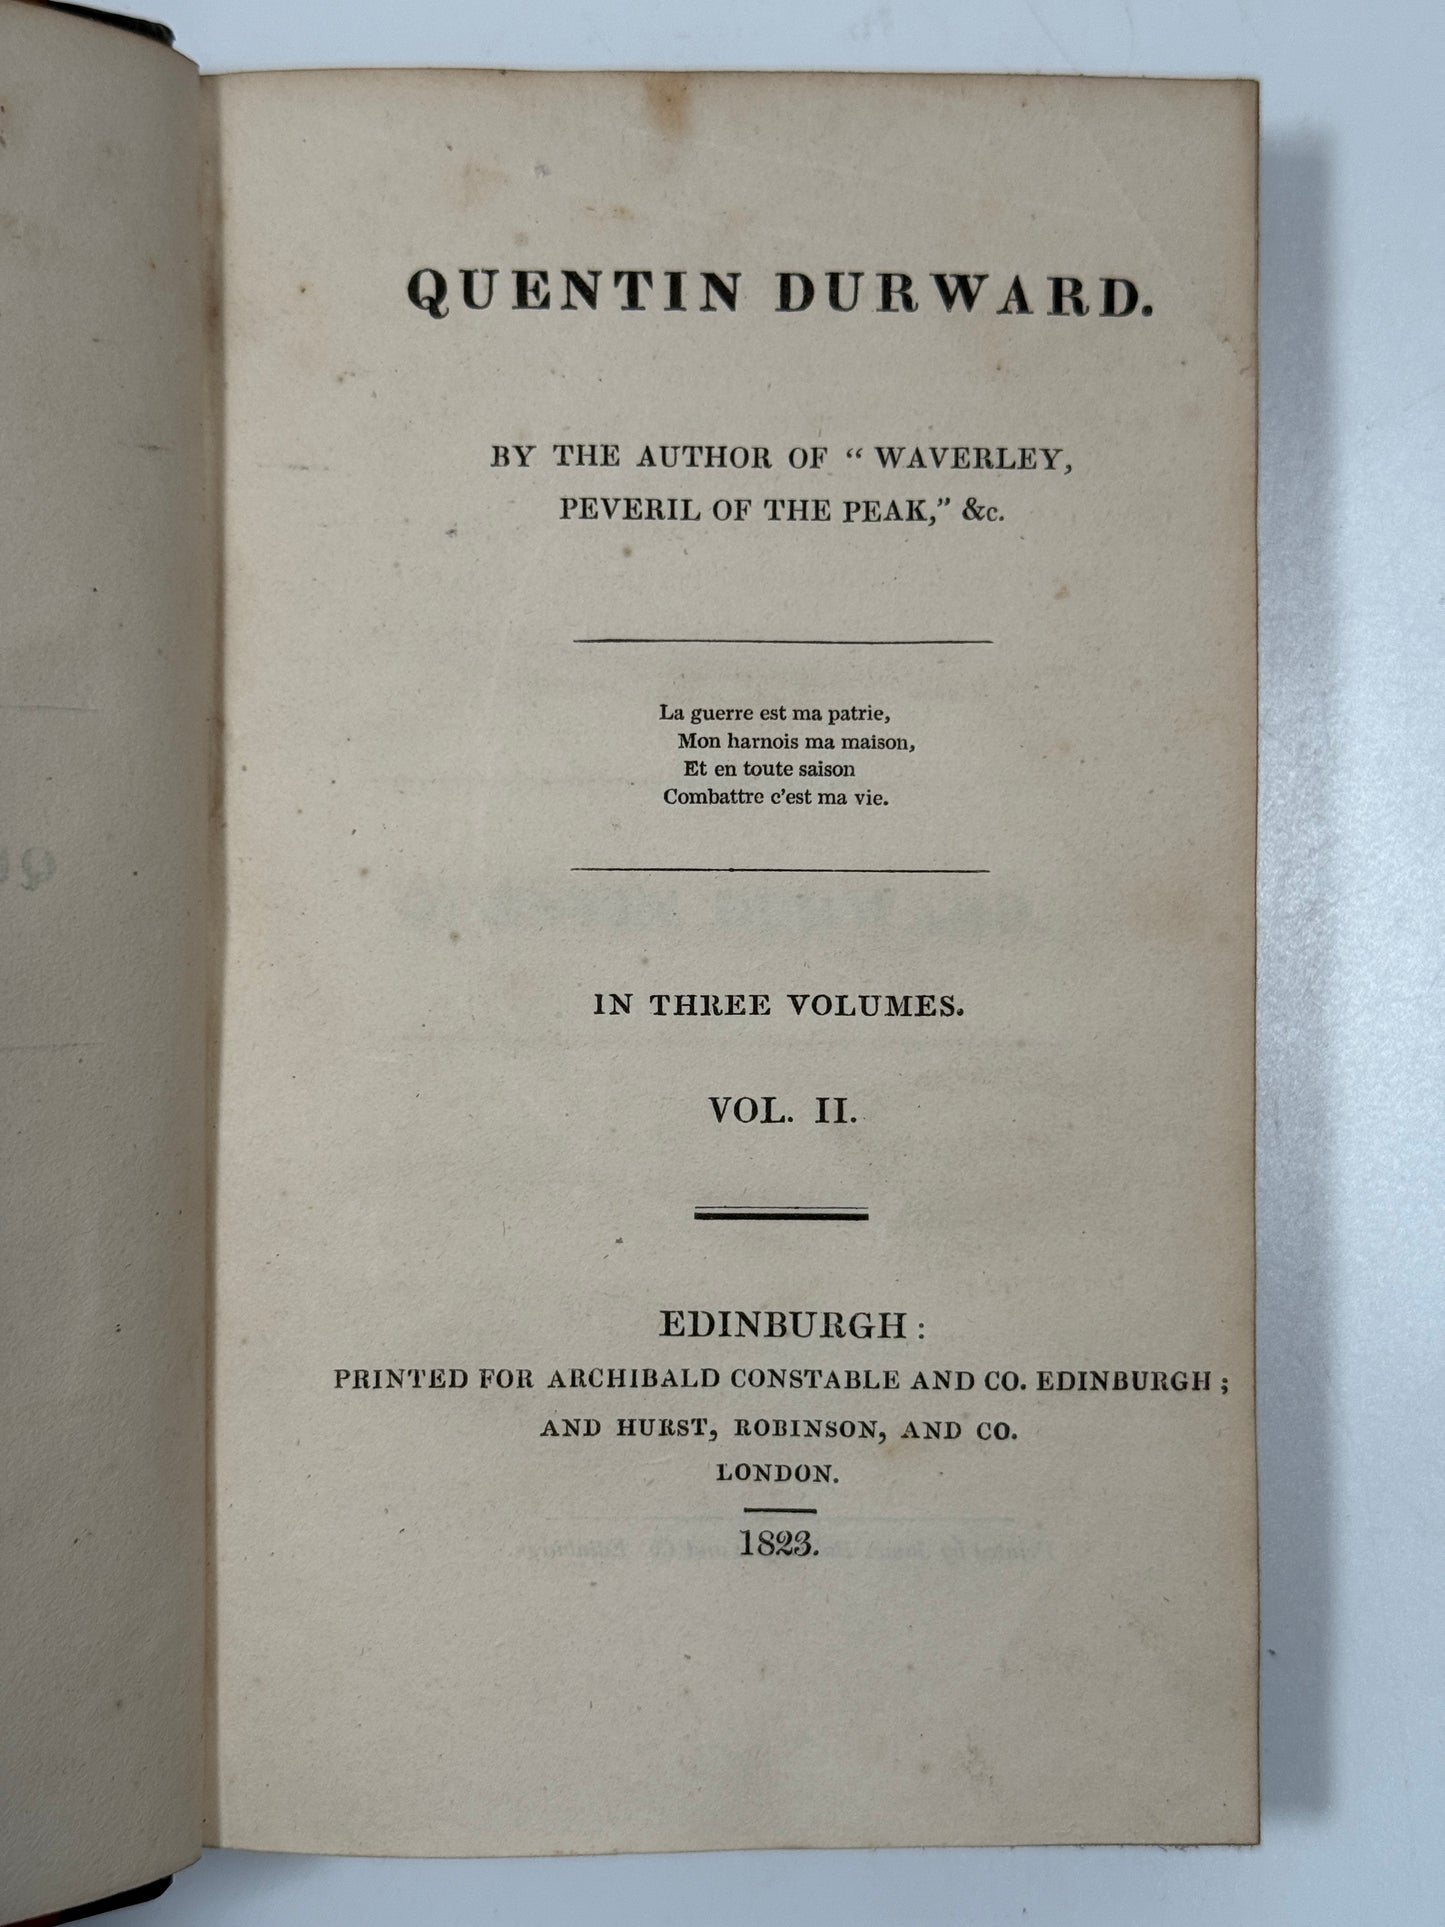 QUENTIN DURWARD.
BY THE AUTHOR OF “ WAVERLEY,
PEVERIL OF THE PEAK,” &c.
La guerre est ma patrie,
Mon harnois ma maison,
Et en toute saison
Combattre c’est ma vie.
IN THREE VOLUMES.
VOL. II.
EDINBURGH :
PRINTED FOR ARCHIBALD CONSTABLE AND CO. EDINBURGH ;
AND HURST, ROBINSON, AND CO.
LONDON.
1823.